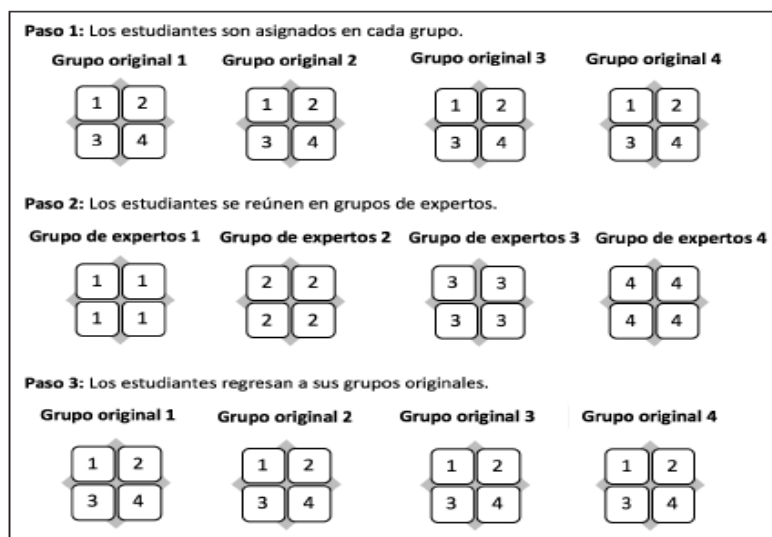 Paso 1: Los estudiantes son asignados en cada grupo.
Grupo original 1 Grupo original 2 Grupo original 3 Grupo original 4
1 2 1 2 1 2 1 2
3 4 3 4 3 4 3 4
Paso 2: Los estudiantes se reúnen en grupos de expertos.
Grupo de expertos 1 Grupo de expertos 2 Grupo de expertos 3 Grupo de expertos 4
1 1 2 2 3 3 4 4
1 1 2 2 3 3 4 4
Paso 3: Los estudiantes regresan a sus grupos originales.
Grupo original 1 Grupo original 2 Grupo original 3 Grupo original 4
1 2 1 2 1 2 1 2
3 4 3 4 3 4 3 4